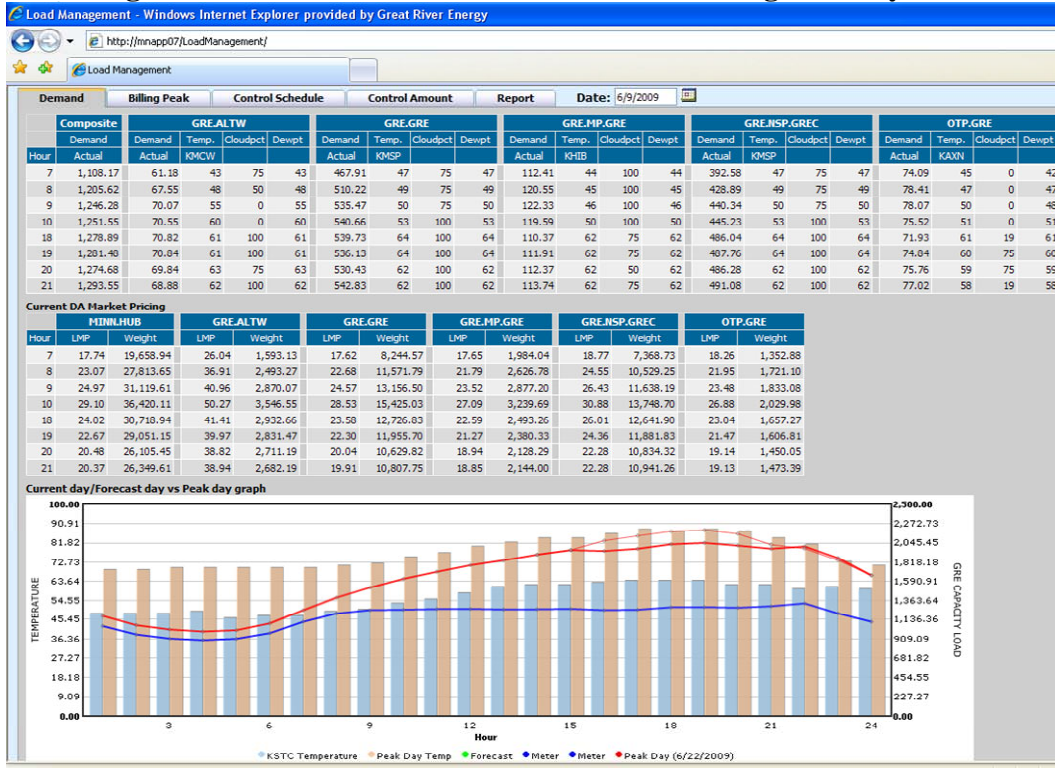 Load Management - Windows Internet Explorer provided by Great River Energy
http://mnapp07/LoadManagement/
Load Management
Demand Billing Peak Control Schedule Control Amount Report Date: 6/9/2009
Composite GRE.ALTW GRE.GRE GRE.MP.GRE GRE.NSP.GREC OTP.GRE
Demand Demand Temp. Cloudpct Dewpt Demand Temp. Cloudpct Dewpt Demand Temp. Cloudpct Dewpt Demand Temp. Cloudpct Dewpt Demand Temp. Cloudpct Dewpt
Hour Actual Actual KMCW Actual KMSP Actual KHIB Actual KMSP Actual KAXN
7 1,108.17 61.18 43 75 43 467.91 47 75 47 112.41 44 100 44 392.58 47 75 47 74.09 45 0 42
8 1,205.62 67.55 48 50 48 510.22 49 75 49 120.55 45 100 45 428.89 49 75 49 78.41 47 0 47
9 1,246.28 70.07 55 0 55 535.47 50 75 50 122.33 46 100 46 440.34 50 75 50 78.07 50 0 48
10 1,251.55 70.55 60 0 60 540.66 53 100 53 119.59 50 100 50 445.23 53 100 53 75.52 51 0 51
18 1,278.89 70.82 61 100 61 539.73 64 100 64 110.37 62 75 62 486.04 64 100 64 71.93 61 19 61
19 1,281.48 70.84 61 100 61 536.13 64 100 64 111.91 62 75 62 487.76 64 100 64 74.84 60 75 60
20 1,274.68 69.84 63 75 63 530.43 62 100 62 112.37 62 50 62 486.28 62 100 62 75.76 59 75 59
21 1,293.55 68.88 62 100 62 542.83 62 100 62 113.74 62 75 62 491.08 62 100 62 77.02 58 19 58
Current DA Market Pricing
MINN.HUB GRE.ALTW GRE.GRE GRE.MP.GRE GRE.NSP.GREC OTP.GRE
Hour LMP Weight LMP Weight LMP Weight LMP Weight LMP Weight LMP Weight
7 17.74 19,658.94 26.04 1,593.13 17.62 8,244.57 17.65 1,984.04 18.77 7,368.73 18.26 1,352.88
8 23.07 27,813.65 36.91 2,493.27 22.68 11,571.79 21.79 2,626.78 24.55 10,529.25 21.95 1,721.10
9 24.97 31,119.61 40.96 2,870.07 24.57 13,156.50 23.52 2,877.20 26.43 11,638.19 23.48 1,833.08
10 29.10 36,420.11 50.27 3,546.55 28.53 15,425.03 27.09 3,239.69 30.88 13,748.70 26.88 2,029.98
18 24.02 30,718.94 41.41 2,932.66 23.58 12,726.83 22.59 2,493.26 26.01 12,641.90 23.04 1,657.27
19 22.67 29,051.15 39.97 2,831.47 22.30 11,955.70 21.27 2,380.33 24.36 11,881.83 21.47 1,606.81
20 20.48 26,105.45 38.82 2,711.19 20.04 10,629.82 18.94 2,128.29 22.28 10,834.32 19.14 1,450.05
21 20.37 26,349.61 38.94 2,682.19 19.91 10,807.75 18.85 2,144.00 22.28 10,941.26 19.13 1,473.39
Current day/Forecast day vs Peak day graph
100.00 2,500.00
90.91 2,272.73
81.82 2,045.45
72.73 1,818.18
63.64 1,590.91
54.55 1,363.64
45.45 1,136.36
36.36 909.09
27.27 681.82
18.18 454.55
9.09 227.27
0.00 0.00
TEMPERATURE
GRE CAPACITY LOAD
3 6 9 12 15 18 21 24
Hour
KSTC Temperature Peak Day Temp Forecast Meter Meter Peak Day (6/22/2009)